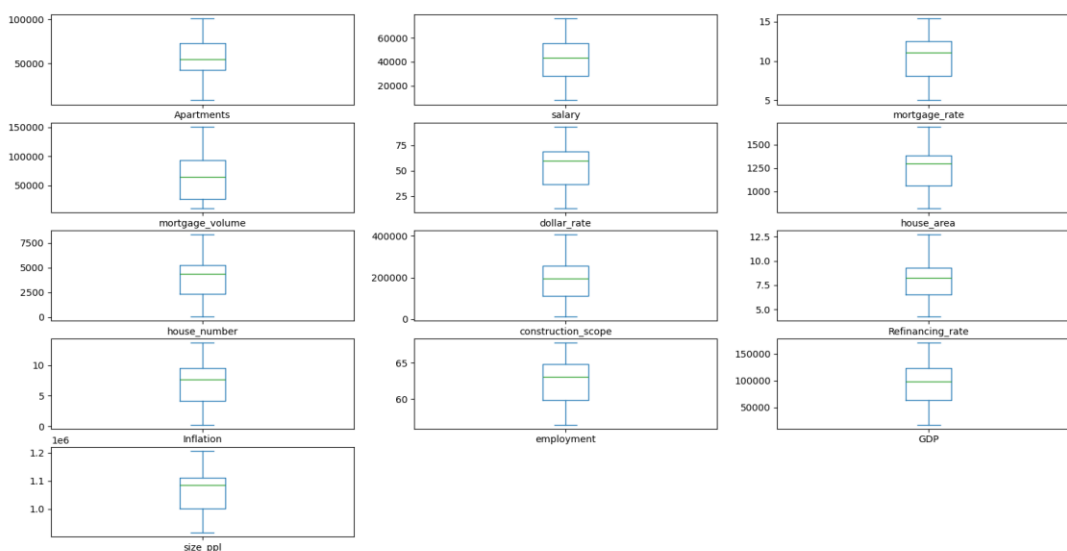 100000
50000
Apartments
60000
40000
20000
salary
15
10
5
mortgage_rate
150000
100000
50000
mortgage_volume
75
50
25
dollar_rate
1500
1250
1000
house_area
7500
5000
2500
0
house_number
400000
200000
0
construction_scope
12.5
10.0
7.5
5.0
Refinancing_rate
10
5
0
Inflation
65
60
employment
150000
100000
50000
GDP
1e6
1.2
1.1
1.0
size_ppl